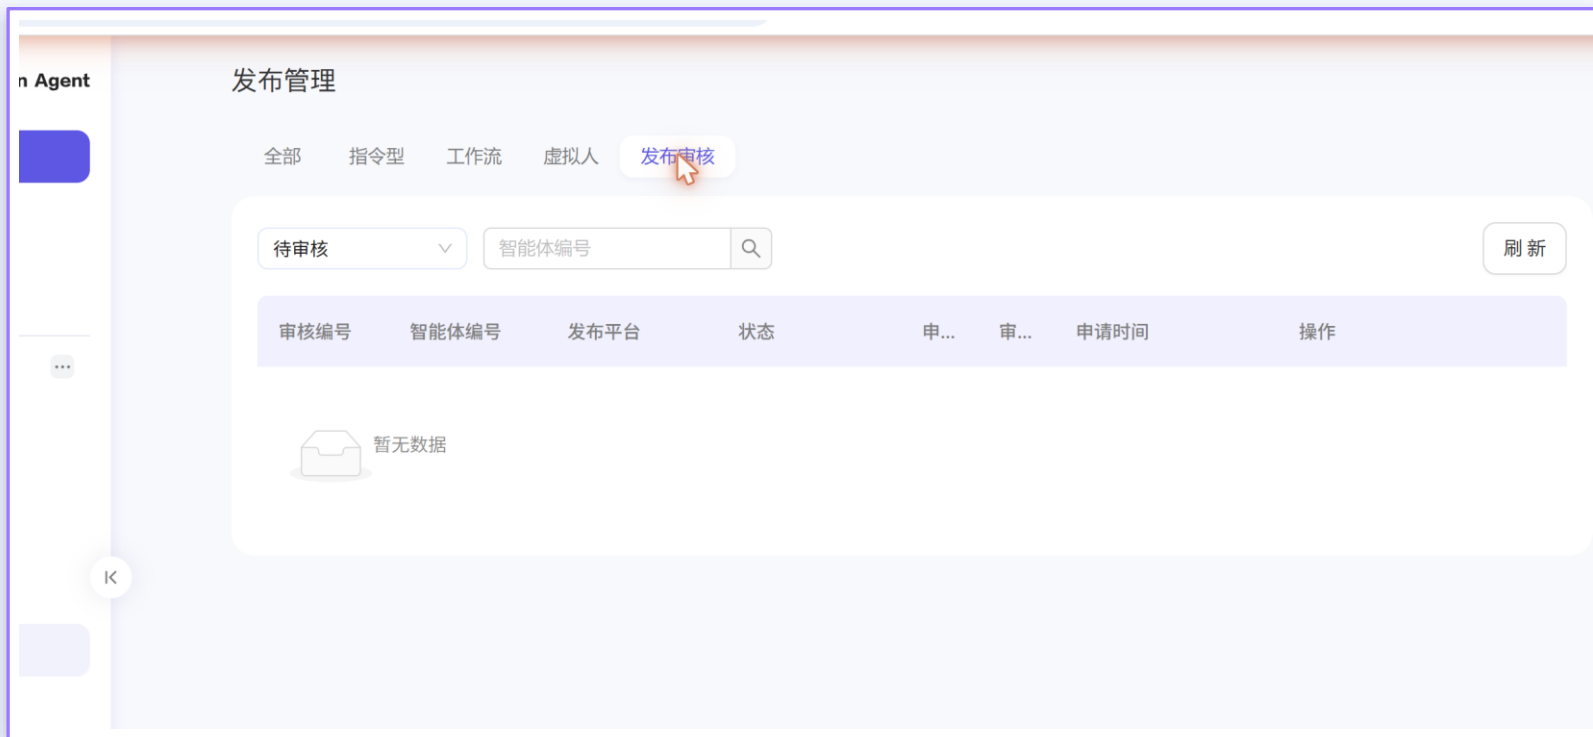 n Agent
发布管理
全部 指令型 工作流 虚拟人 发布审核
待审核 智能体编号 刷 新
审核编号 智能体编号 发布平台 状态 申... 审... 申请时间 操作
暂无数据